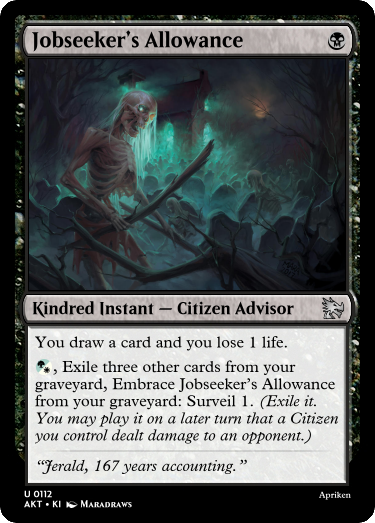 Jobseeker's Allowance
Kindred Instant — Citizen Advisor
You draw a card and you lose 1 life.
, Exile three other cards from your
graveyard, Embrace Jobseeker's Allowance
from your graveyard: Surveil 1. (Exile it.
You may play it on a later turn that a Citizen
you control dealt damage to an opponent.)
“Jerald, 167 years accounting.”
U 0112
Apriken
AKT • KI Maradraws